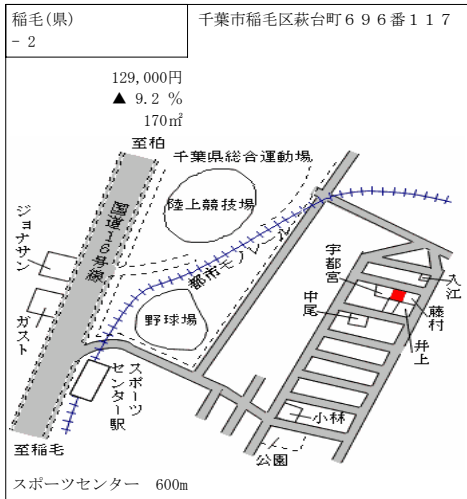 稲毛(県)
- 2
千葉市稲毛区萩台町６９６番１１７
129,000円
▲ 9.2 %
170㎡
至柏
千葉県総合運動場
国道１６号線
陸上競技場
ジョナサン
都市モノレール
宇都宮
入江
ガスト
野球場
中尾
藤村
井上
スポーツ
センター駅
小林
至稲毛
公園
スポーツセンター 600m